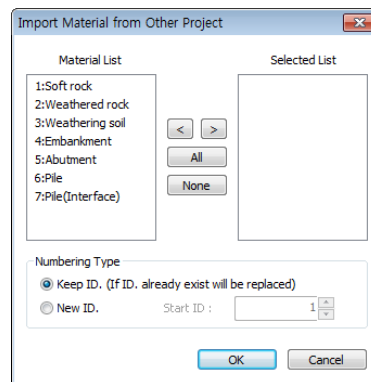 Import Material from Other Project
Material List
Selected List
1:Soft rock
2:Weathered rock
3:Weathering soil
4:Embankment
5:Abutment
6:Pile
7:Pile(Interface)
< >
All
None
Numbering Type
Keep ID. (If ID. already exist will be replaced)
New ID. Start ID : 1
OK Cancel